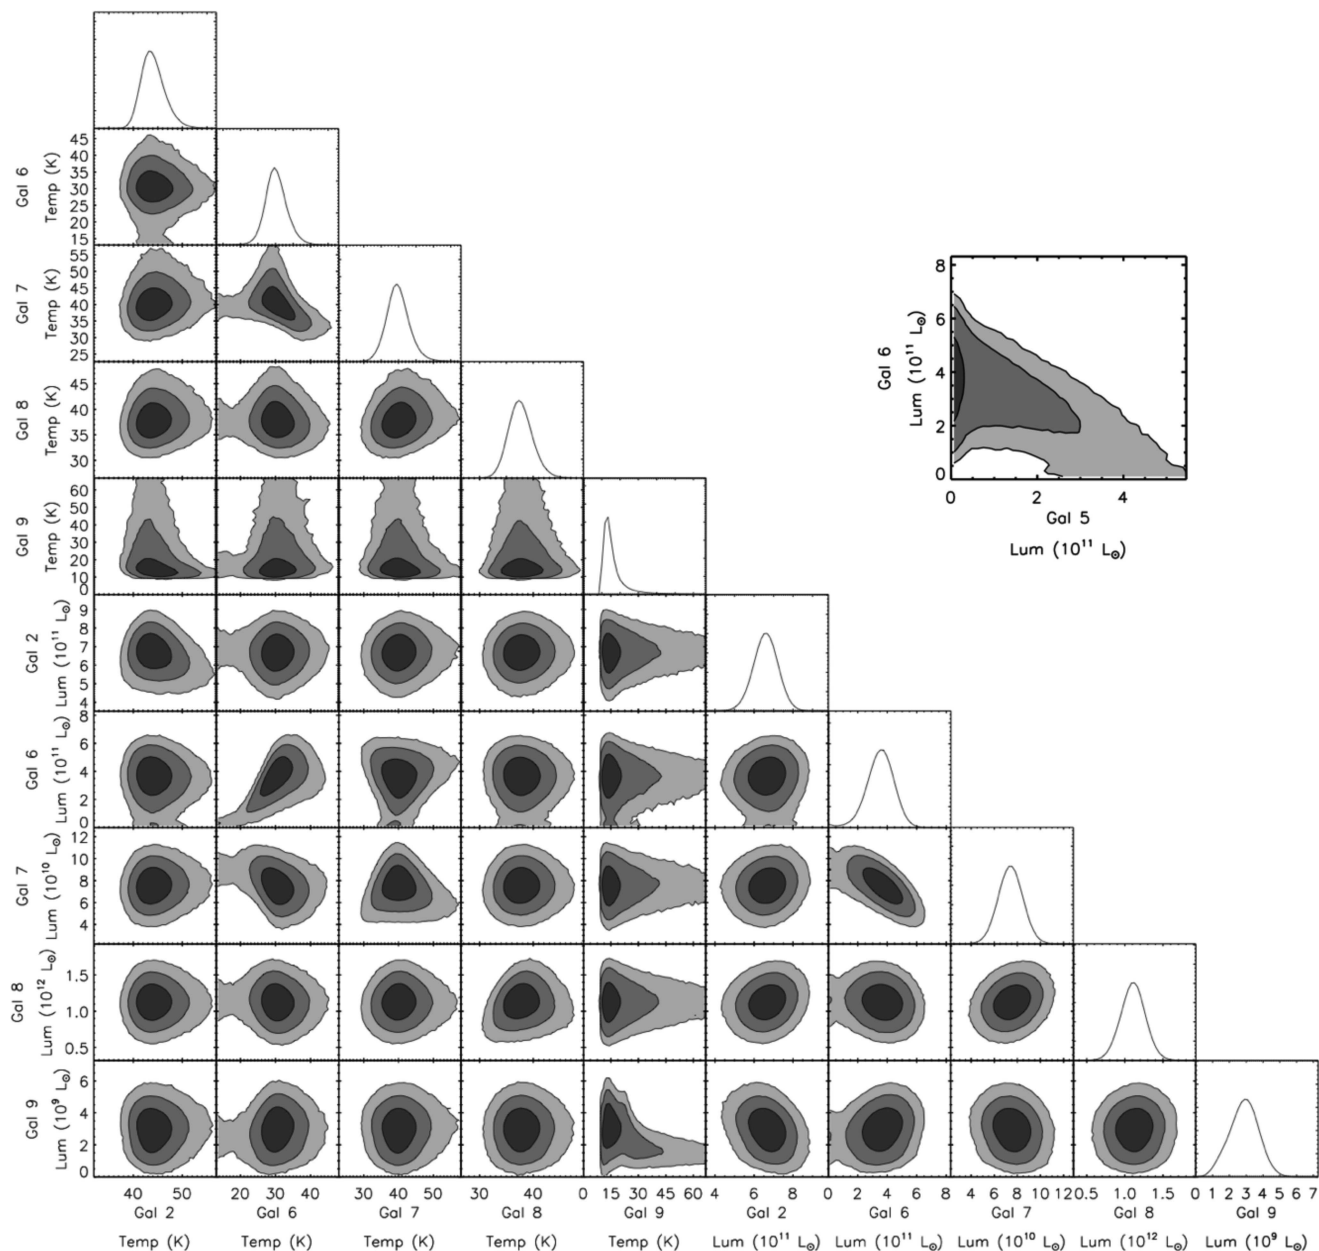 45
40
35
30
25
20
15
Gal 6
Temp (K)
55
50
45
40
35
30
25
Gal 7
Temp (K)
45
40
35
30
Gal 8
Temp (K)
60
50
40
30
20
10
0
Gal 9
Temp (K)
9
8
7
6
5
4
Gal 2
Lum (10¹¹ L☉)
8
6
4
2
0
Gal 6
Lum (10¹¹ L☉)
12
10
8
6
4
Gal 7
Lum (10¹⁰ L☉)
1.5
1.0
0.5
Gal 8
Lum (10¹² L☉)
6
4
2
0
Gal 9
Lum (10⁹ L☉)
40 50 20 30 40 30 40 50 30 40 0 15 30 45 60 4 6 8 0 2 4 6 8 4 6 8 10 12 0.5 1.0 1.5 0 1 2 3 4 5 6 7
Gal 2 Gal 6 Gal 7 Gal 8 Gal 9 Gal 2 Gal 6 Gal 7 Gal 8 Gal 9
Temp (K) Temp (K) Temp (K) Temp (K) Temp (K) Lum (10¹¹ L☉) Lum (10¹¹ L☉) Lum (10¹⁰ L☉) Lum (10¹² L☉) Lum (10⁹ L☉)
8
6
4
2
0
Gal 6
Lum (10¹¹ L☉)
0 2 4
Gal 5
Lum (10¹¹ L☉)